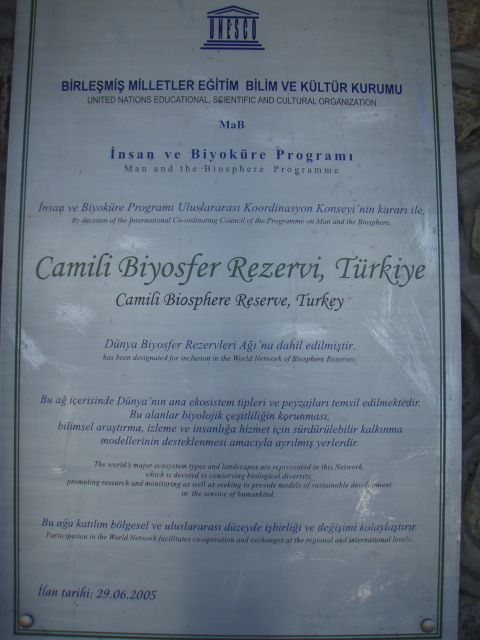 UNESCO
BİRLEŞMİŞ MİLLETLER EĞİTİM BİLİM VE KÜLTÜR KURUMU
UNITED NATIONS EDUCATIONAL, SCIENTIFIC AND CULTURAL ORGANIZATION
MaB
İnsan ve Biyoküre Programı
Man and the Biosphere Programme
İnsan ve Biyoküre Programı Uluslararası Koordinasyon Konseyi'nin kararı ile,
By decision of the International Co-ordinating Council of the Programme on Man and the Biosphere,
Camili Biyosfer Rezervi, Türkiye
Camili Biosphere Reserve, Turkey
Dünya Biyosfer Rezervleri Ağı'na dahil edilmiştir.
has been designated for inclusion in the World Network of Biosphere Reserves.
Bu ağ içerisinde Dünya'nın ana ekosistem tipleri ve peyzajları temsil edilmektedir.
Bu alanlar biyolojik çeşitliliğin korunması,
bilimsel araştırma, izleme ve insanlığa hizmet için sürdürülebilir kalkınma
modellerinin desteklenmesi amacıyla ayrılmış yerlerdir.
The world's major ecosystem types and landscapes are represented in this Network,
which is devoted to conserving biological diversity,
promoting research and monitoring as well as seeking to provide models of sustainable development
in the service of humankind.
Bu ağa katılım bölgesel ve uluslararası düzeyde işbirliği ve değişimi kolaylaştırır.
Participation in the World Network facilitates co-operation and exchanges at the regional and international levels.
İlan tarihi: 29.06.2005